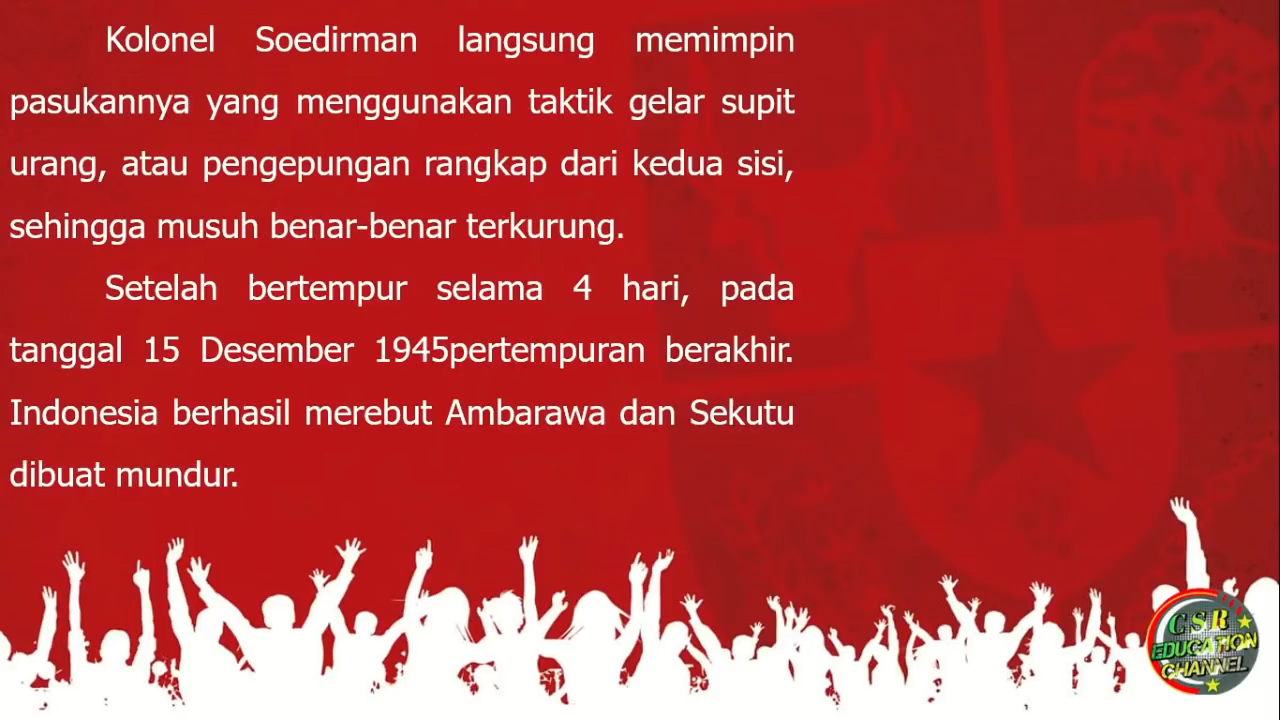 Kolonel Soedirman langsung memimpin
pasukannya yang menggunakan taktik gelar supit
urang, atau pengepungan rangkap dari kedua sisi,
sehingga musuh benar-benar terkurung.
Setelah bertempur selama 4 hari, pada
tanggal 15 Desember 1945pertempuran berakhir.
Indonesia berhasil merebut Ambarawa dan Sekutu
dibuat mundur.
CSR
EDUCATION
CHANNEL